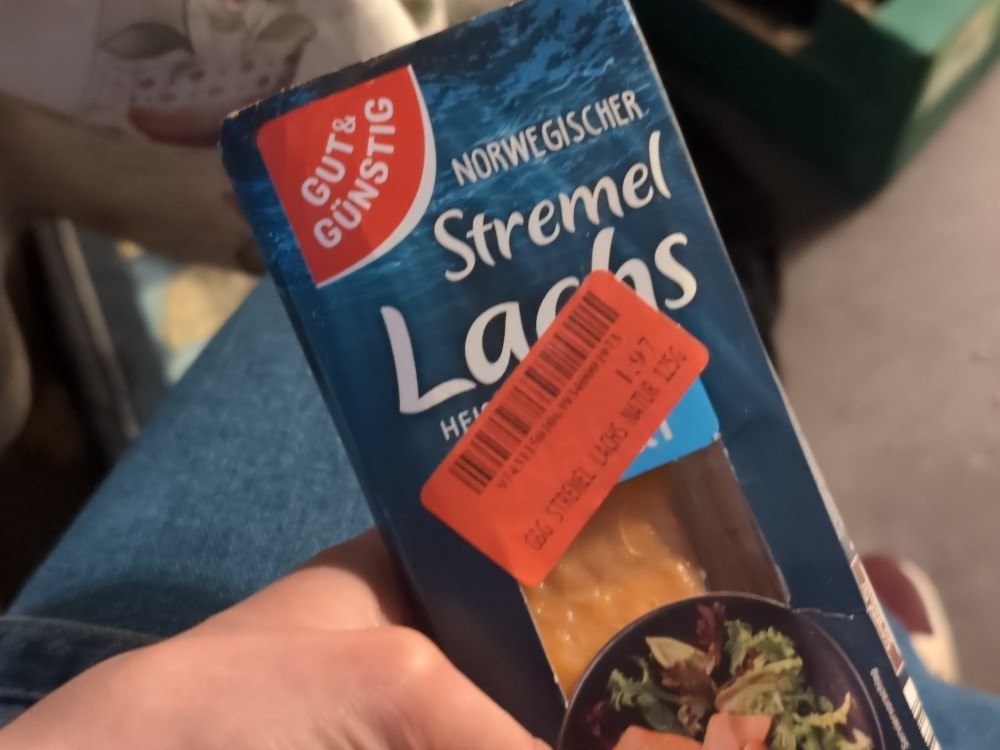 GUT&
GÜNSTIG
NORWEGISCHER
Stremel
Lachs
1.97
G&G STREMEL LACHS NATUR 125G